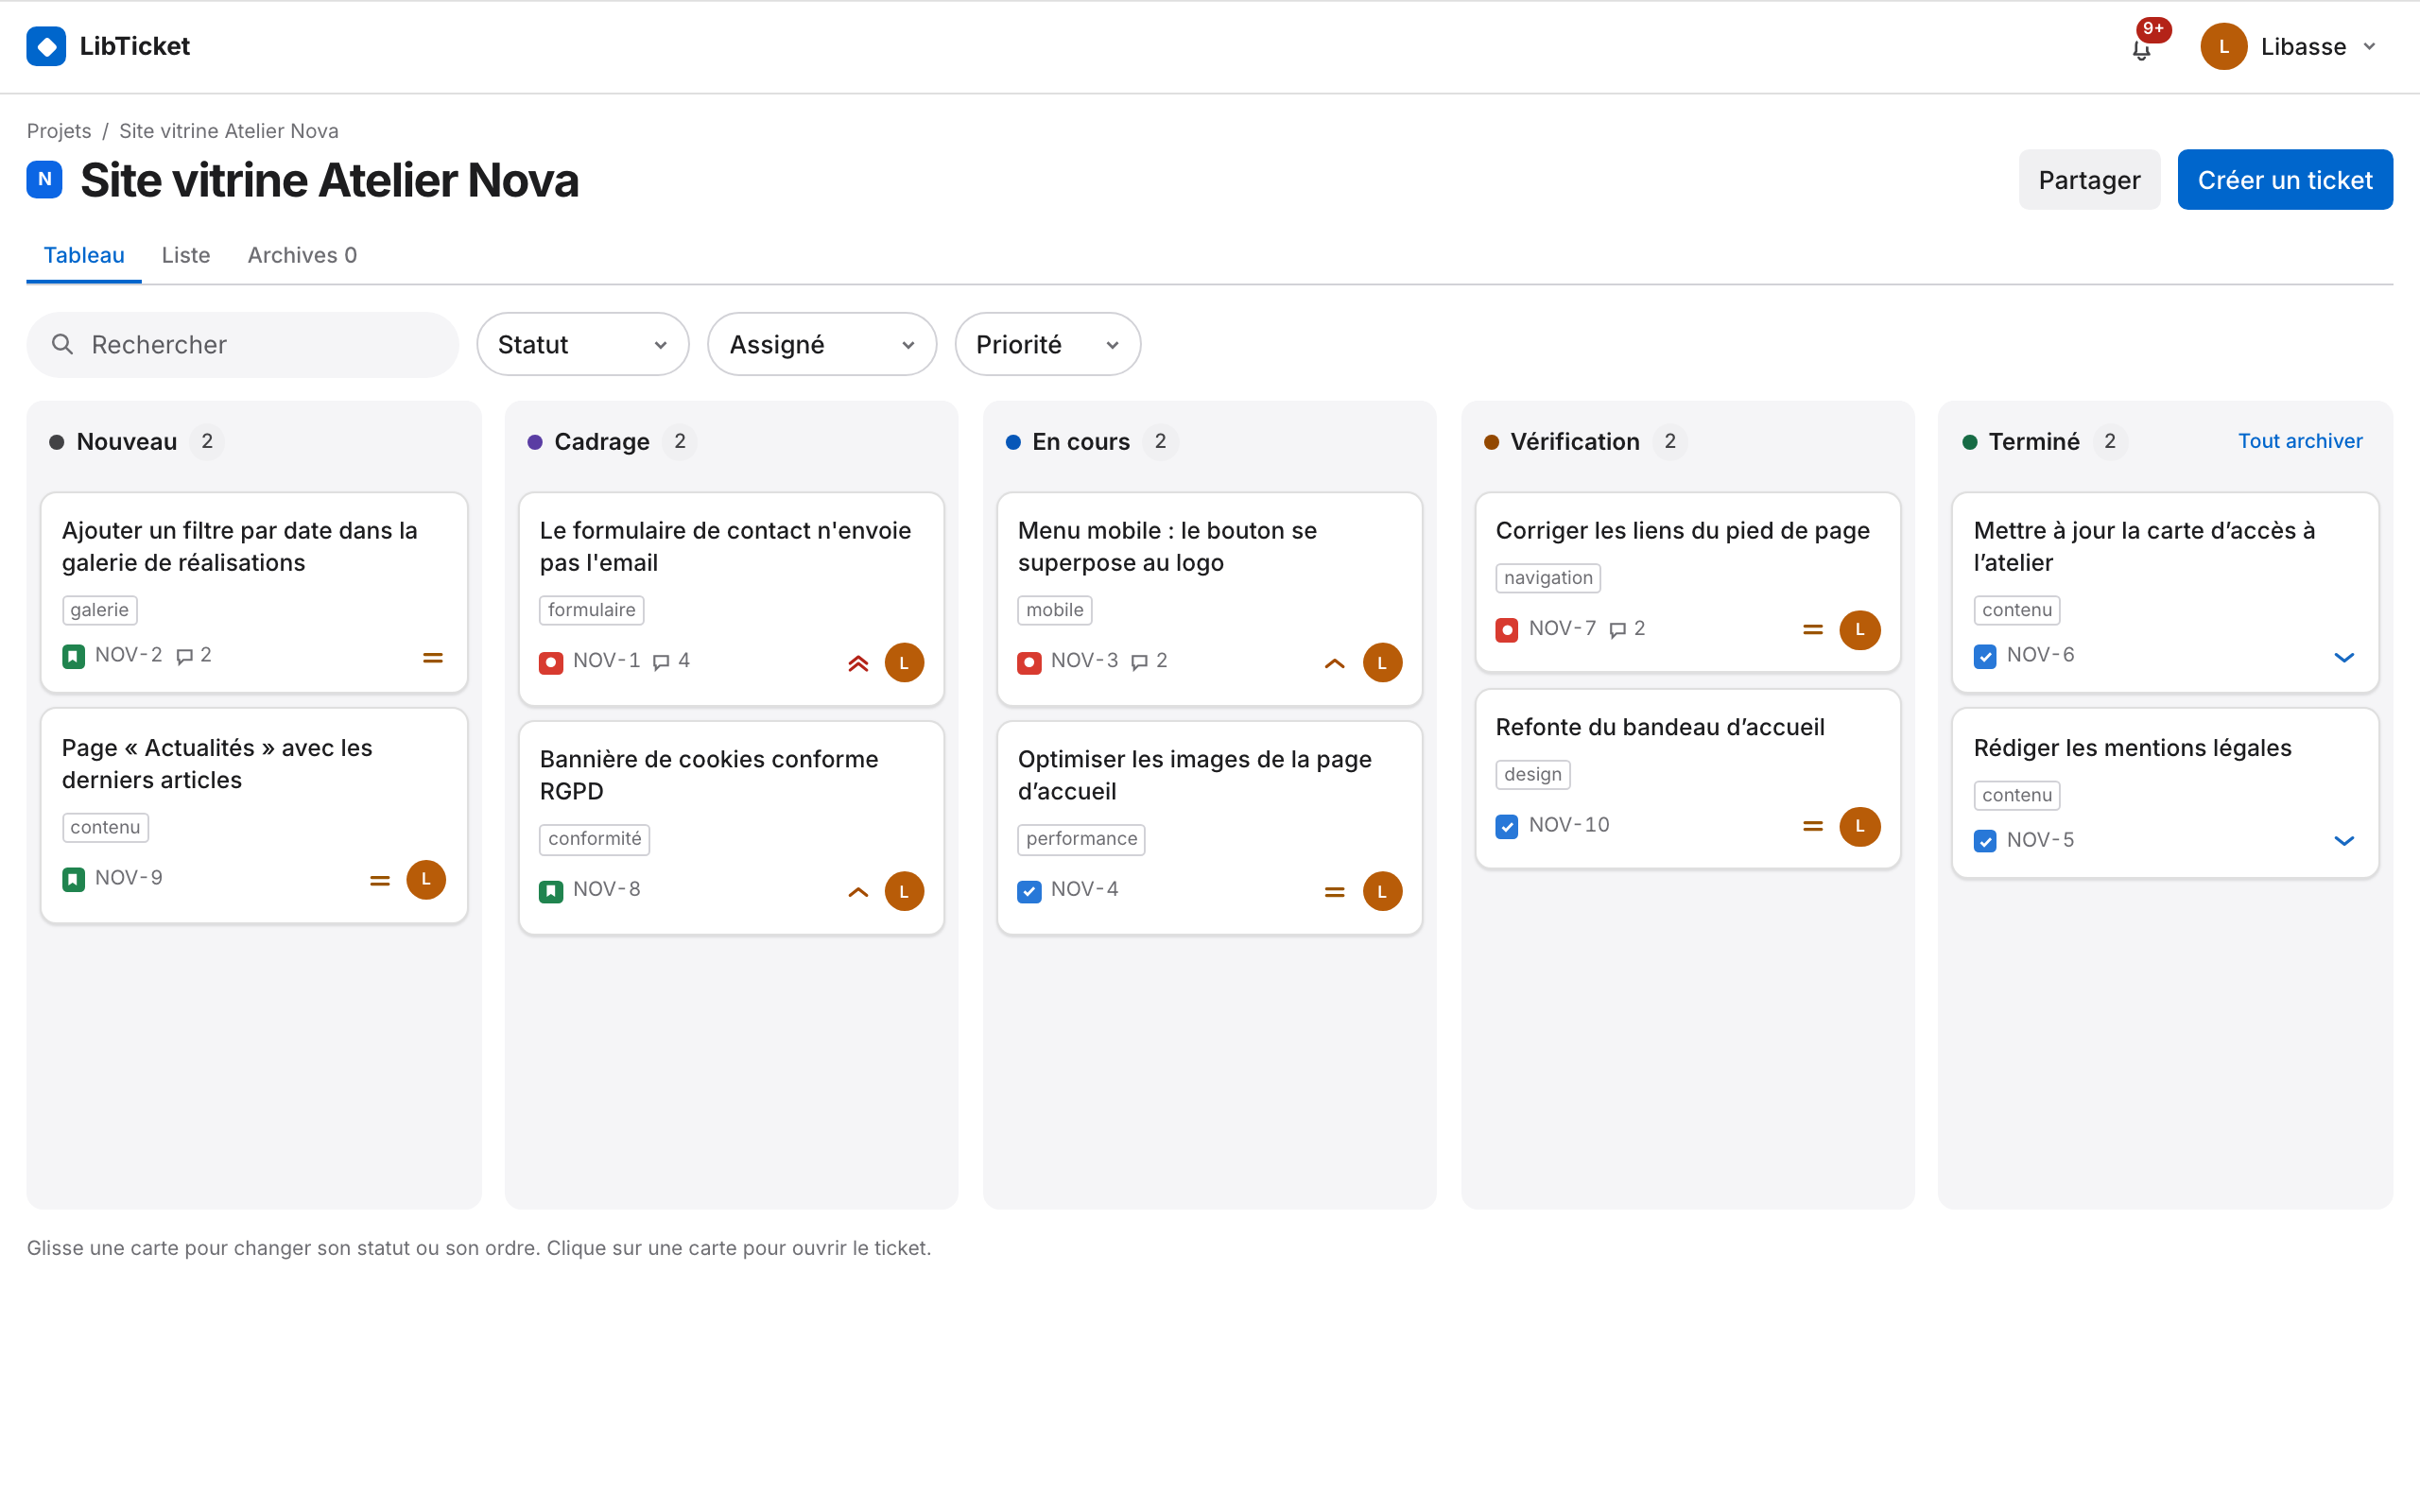 LibTicket
9+
L
Libasse
Projets / Site vitrine Atelier Nova
N
Site vitrine Atelier Nova
Partager
Créer un ticket
Tableau
Liste
Archives 0
Rechercher
Statut
Assigné
Priorité
Nouveau 2
Ajouter un filtre par date dans la
galerie de réalisations
galerie
NOV-2 2
Page « Actualités » avec les
derniers articles
contenu
NOV-9
L
Cadrage 2
Le formulaire de contact n'envoie
pas l'email
formulaire
NOV-1 4
L
Bannière de cookies conforme
RGPD
conformité
NOV-8
L
En cours 2
Menu mobile : le bouton se
superpose au logo
mobile
NOV-3 2
L
Optimiser les images de la page
d’accueil
performance
NOV-4
L
Vérification 2
Corriger les liens du pied de page
navigation
NOV-7 2
L
Refonte du bandeau d’accueil
design
NOV-10
L
Terminé 2
Tout archiver
Mettre à jour la carte d’accès à
l’atelier
contenu
NOV-6
Rédiger les mentions légales
contenu
NOV-5
Glisse une carte pour changer son statut ou son ordre. Clique sur une carte pour ouvrir le ticket.